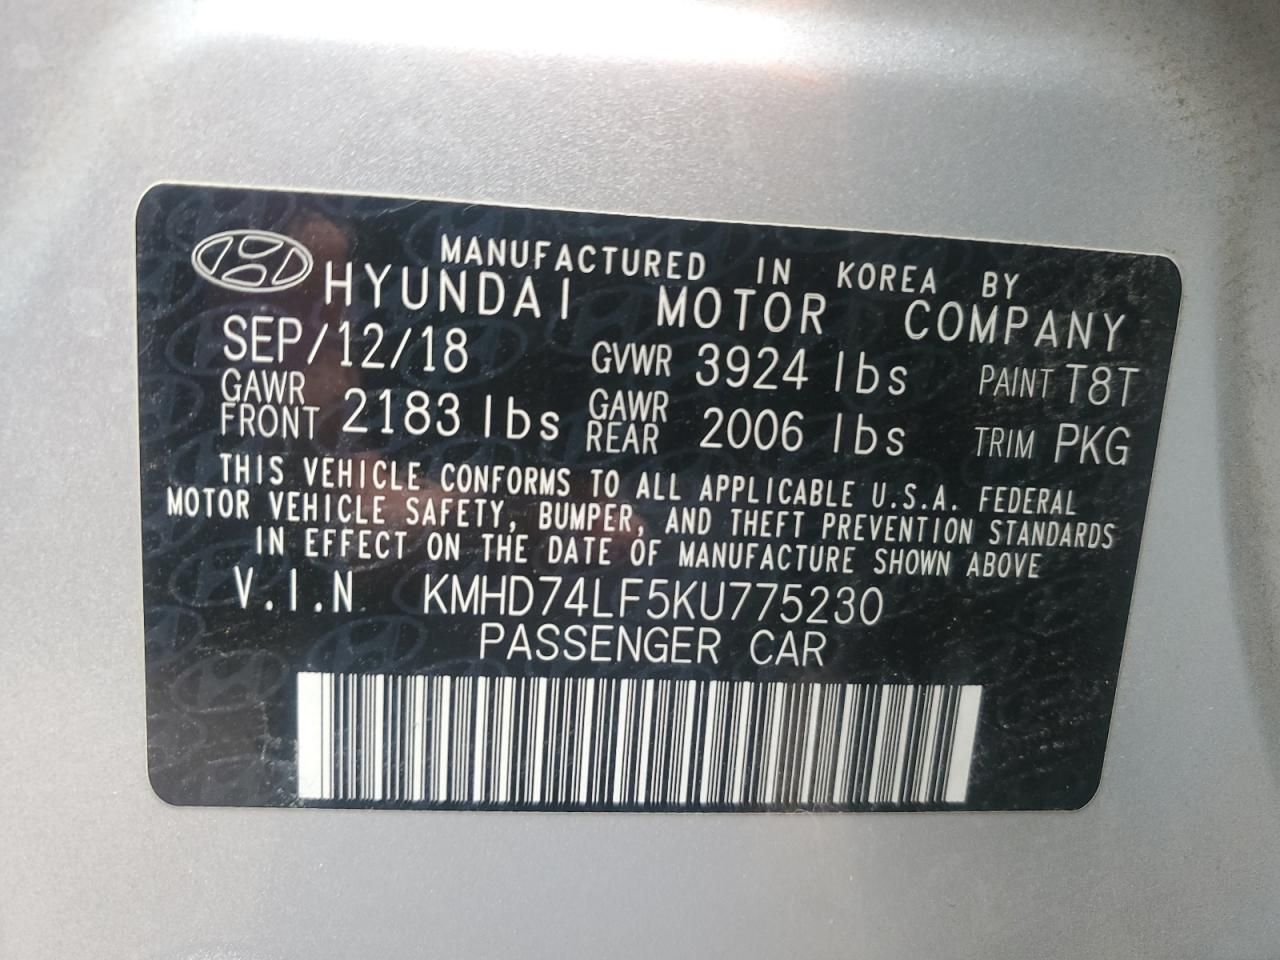 MANUFACTURED IN KOREA BY
HYUNDAI MOTOR COMPANY
SEP/12/18 GVWR 3924 lbs PAINT T8T
GAWR FRONT 2183 lbs GAWR REAR 2006 lbs TRIM PKG
THIS VEHICLE CONFORMS TO ALL APPLICABLE U.S.A. FEDERAL
MOTOR VEHICLE SAFETY, BUMPER, AND THEFT PREVENTION STANDARDS
IN EFFECT ON THE DATE OF MANUFACTURE SHOWN ABOVE
V.I.N KMHD74LF5KU775230
PASSENGER CAR